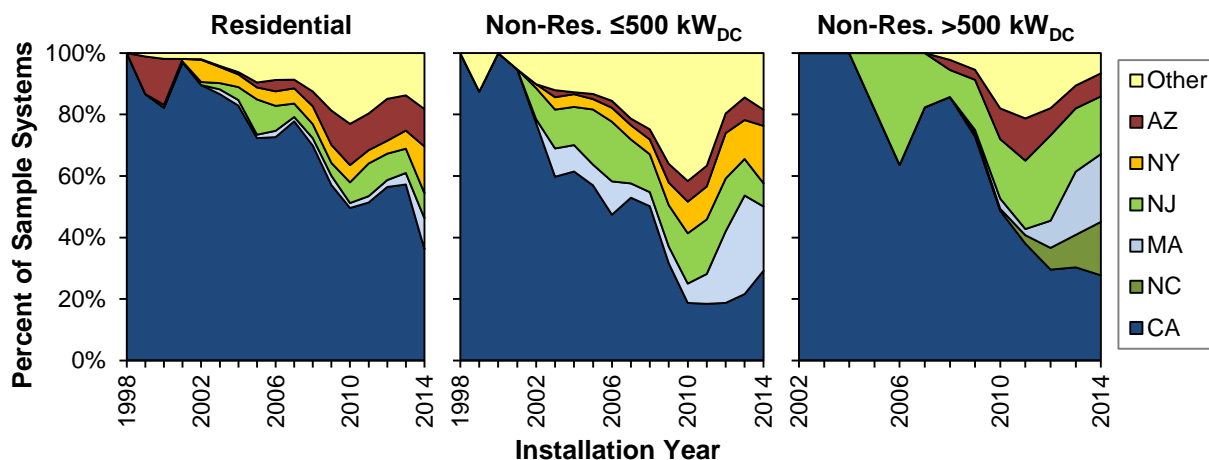 Residential
Non-Res. ≤500 kWDC
Non-Res. >500 kWDC
Percent of Sample Systems
100%
80%
60%
40%
20%
0%
1998
2002
2006
2010
2014
1998
2002
2006
2010
2014
2002
2006
2010
2014
Installation Year
Other
AZ
NY
NJ
MA
NC
CA